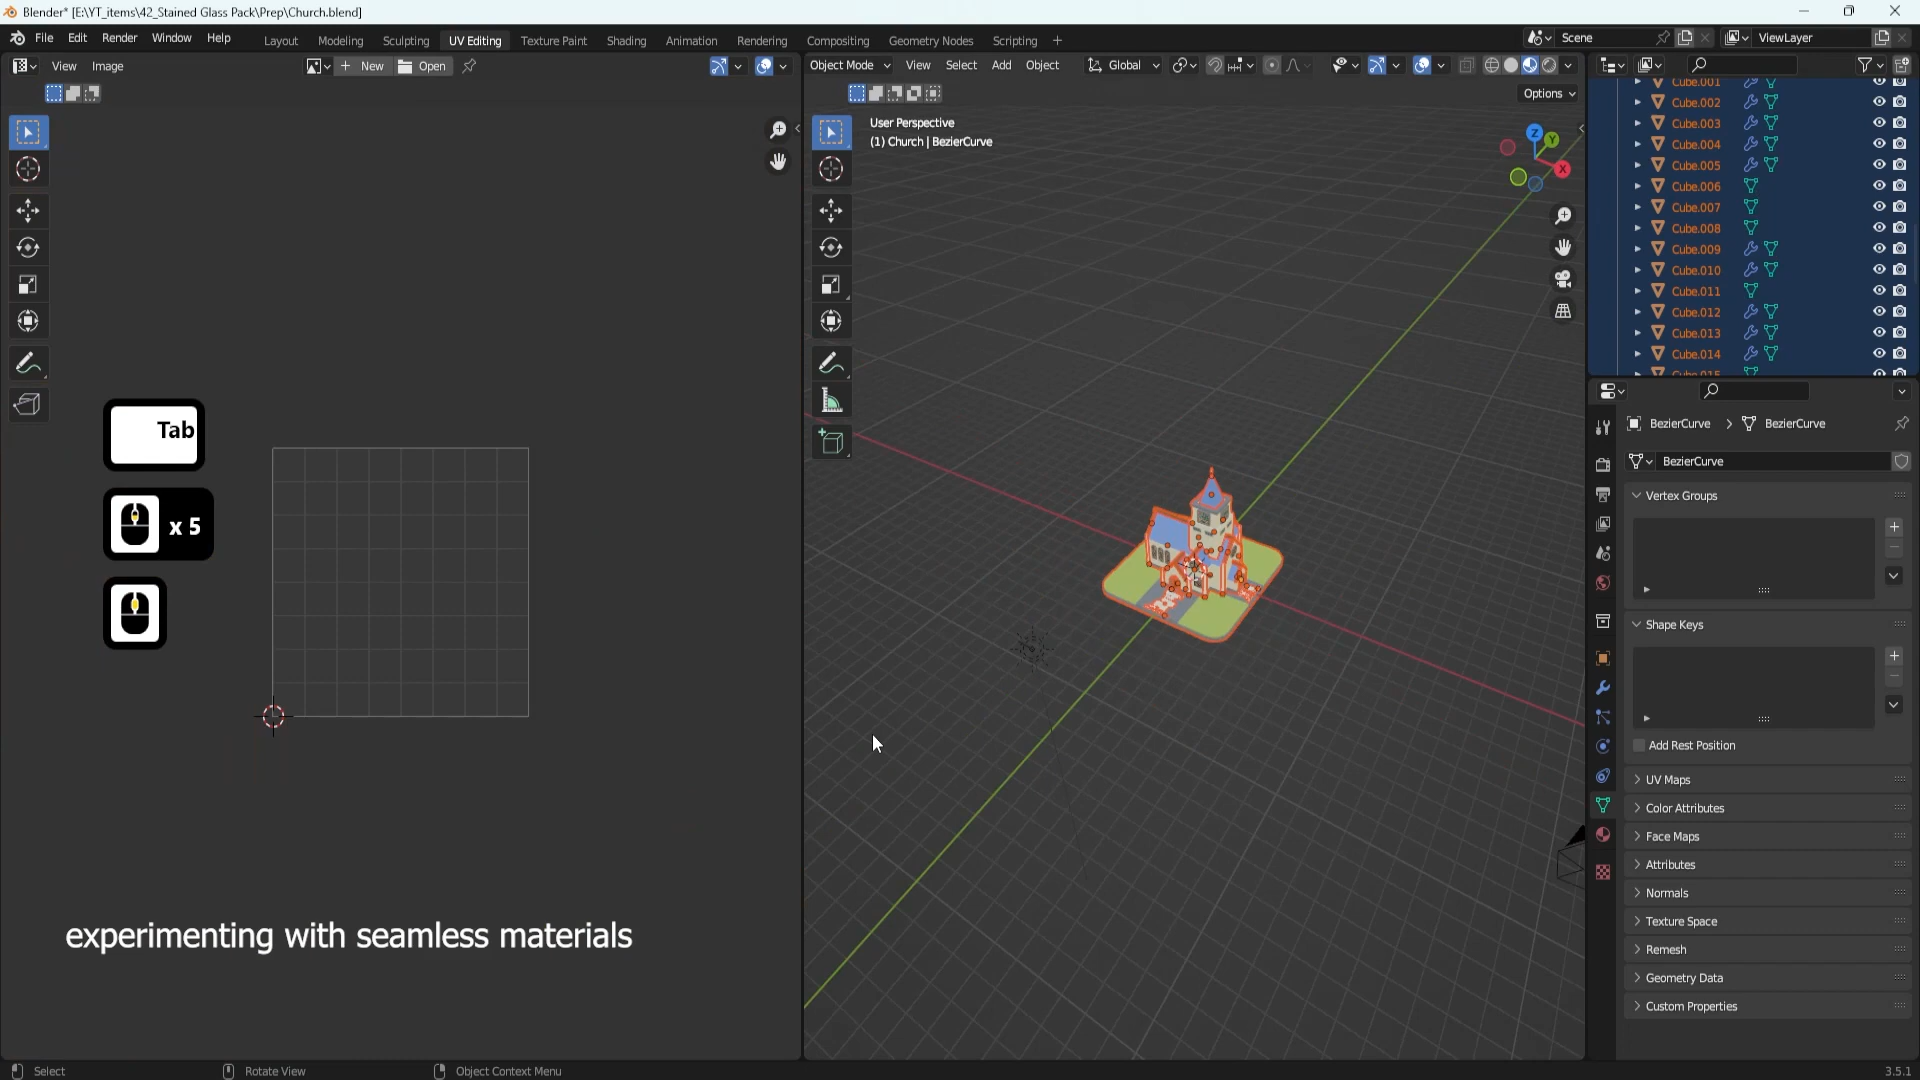 Blender* [E:\YT_items\42_Stained Glass Pack\Prep\Church.blend]
File Edit Render Window Help
Layout Modeling Sculpting UV Editing Texture Paint Shading Animation Rendering Compositing Geometry Nodes Scripting +
Scene
ViewLayer
View Image
New
Open
Object Mode View Select Add Object
Global
Options
User Perspective
(1) Church | BezierCurve
Z
Y
X
Cube.001
Cube.002
Cube.003
Cube.004
Cube.005
Cube.006
Cube.007
Cube.008
Cube.009
Cube.010
Cube.011
Cube.012
Cube.013
Cube.014
Cube.015
BezierCurve > BezierCurve
BezierCurve
Vertex Groups
Shape Keys
Add Rest Position
UV Maps
Color Attributes
Face Maps
Attributes
Normals
Texture Space
Remesh
Geometry Data
Custom Properties
Tab
x 5
experimenting with seamless materials
Select
Rotate View
Object Context Menu
3.5.1